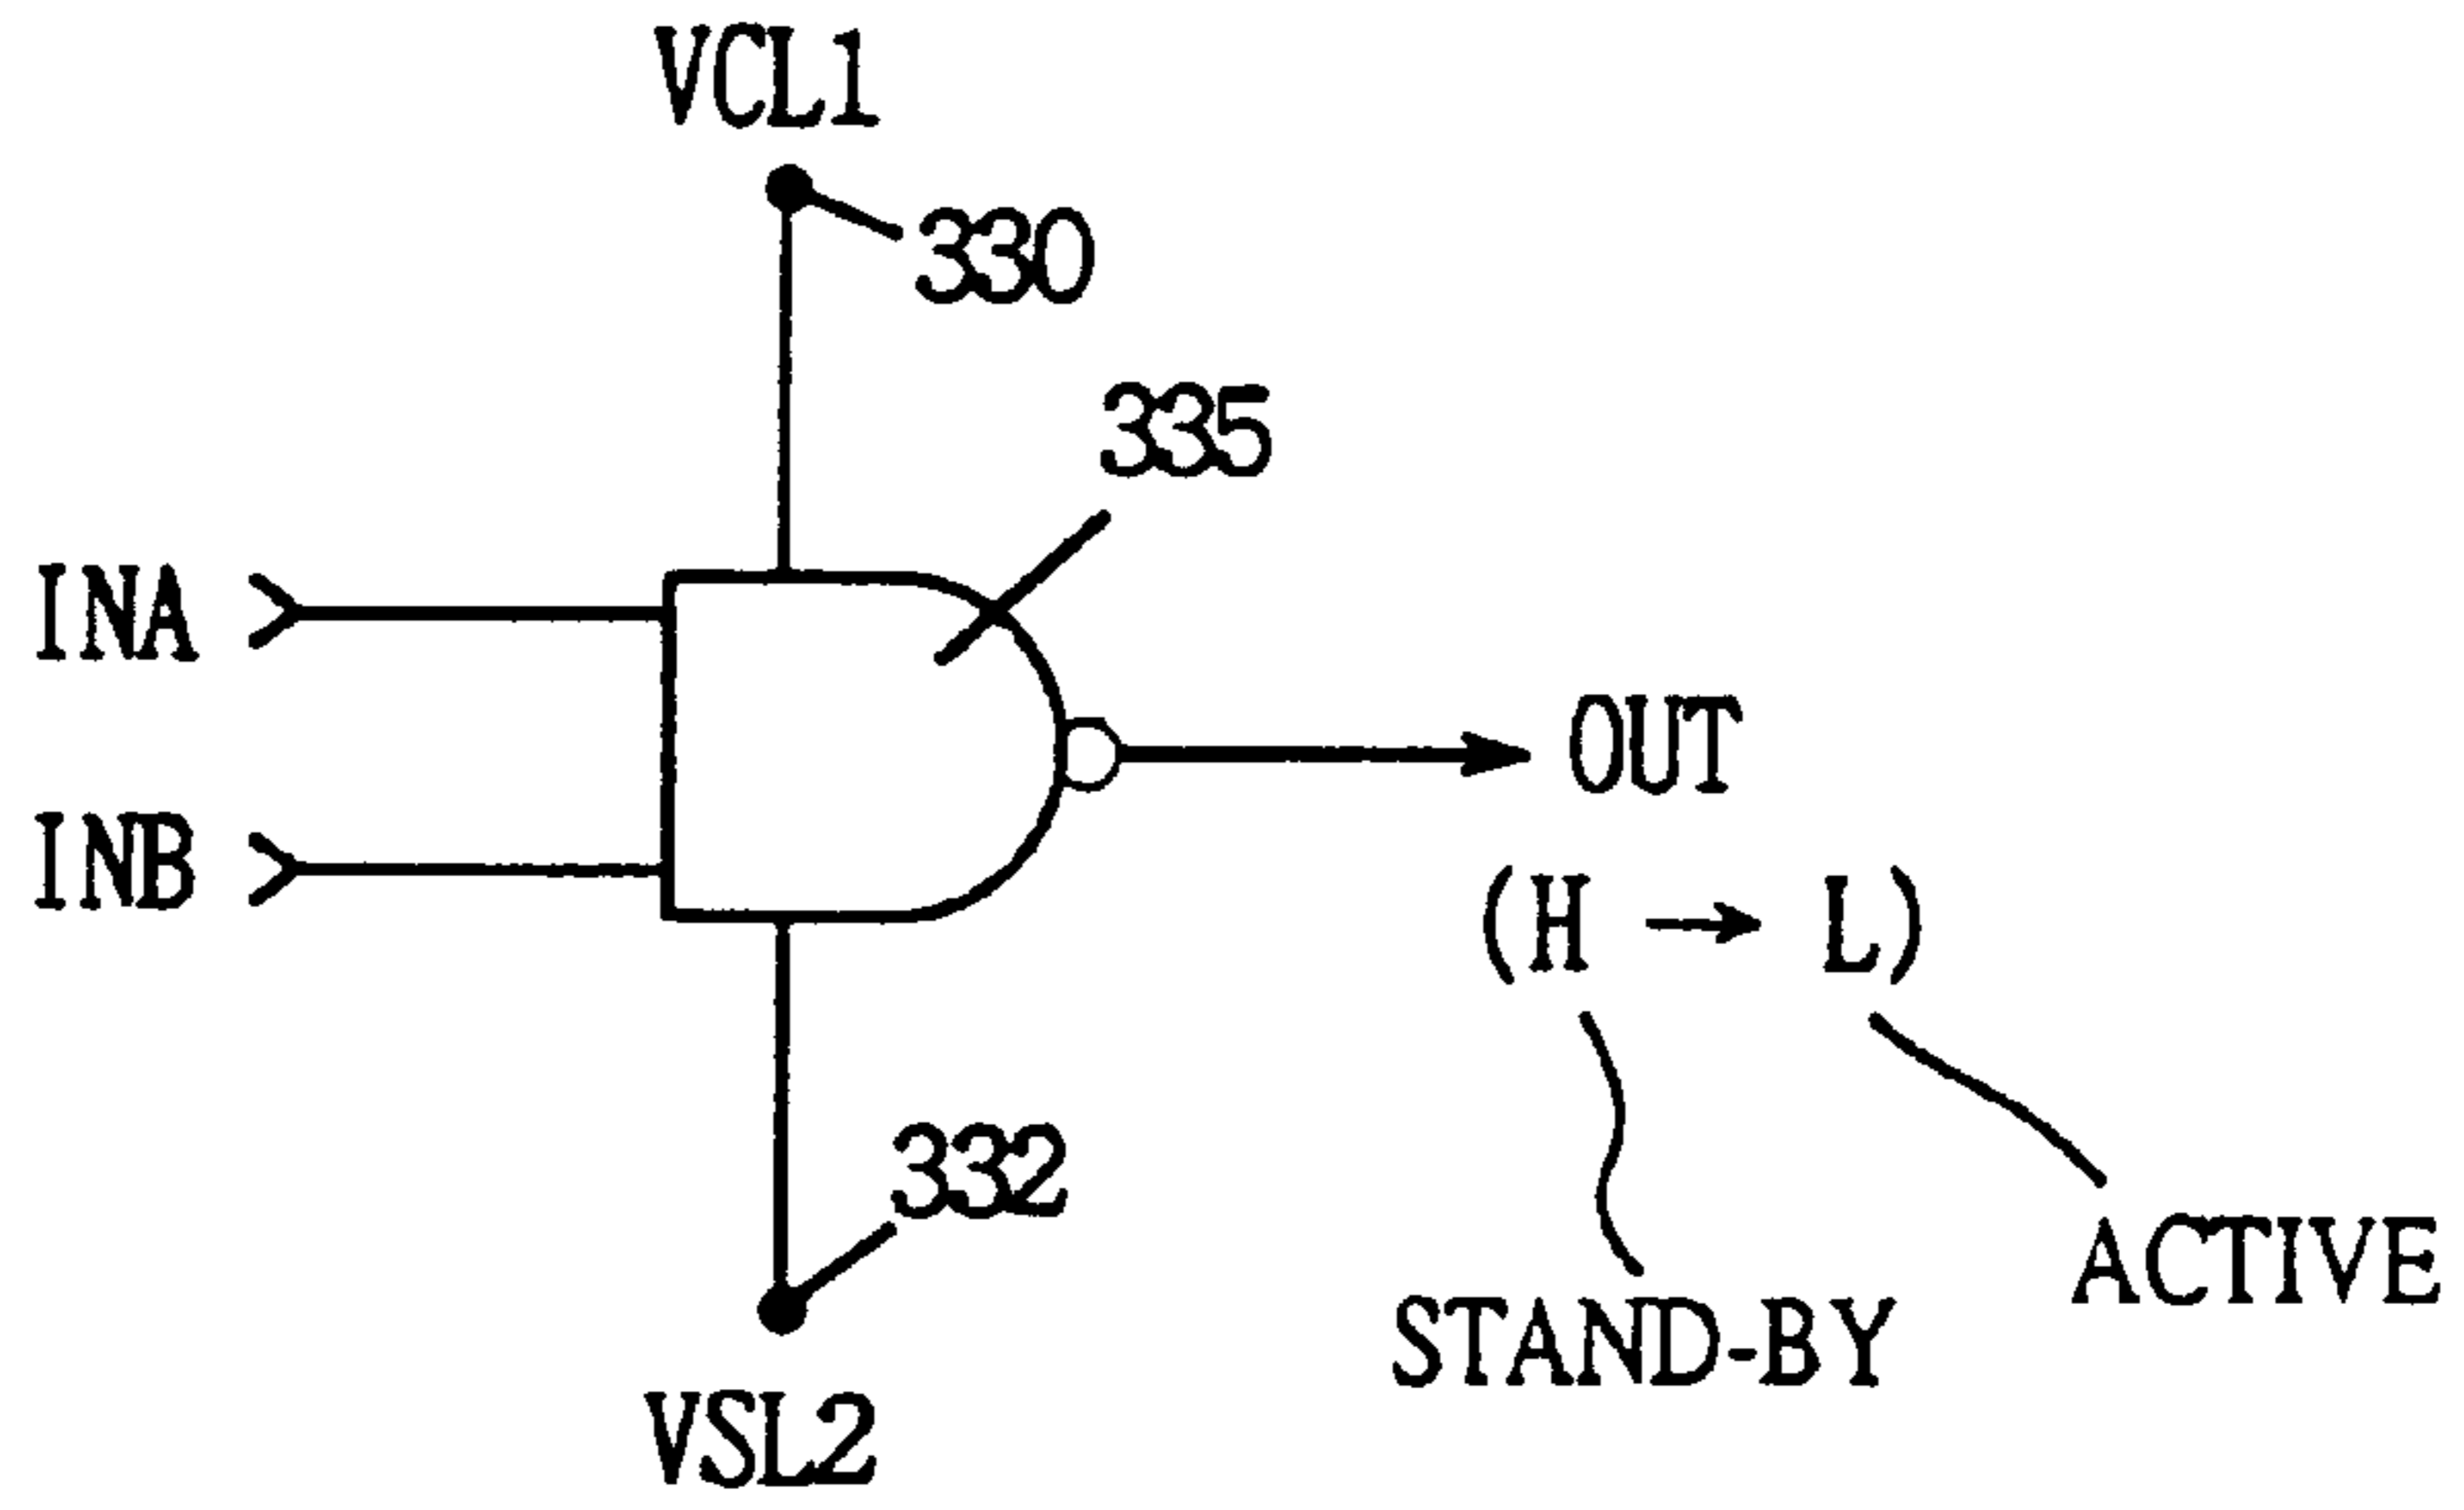 VCL1
330
335
INA
OUT
INB
(H → L)
332
ACTIVE
STAND-BY
VSL2